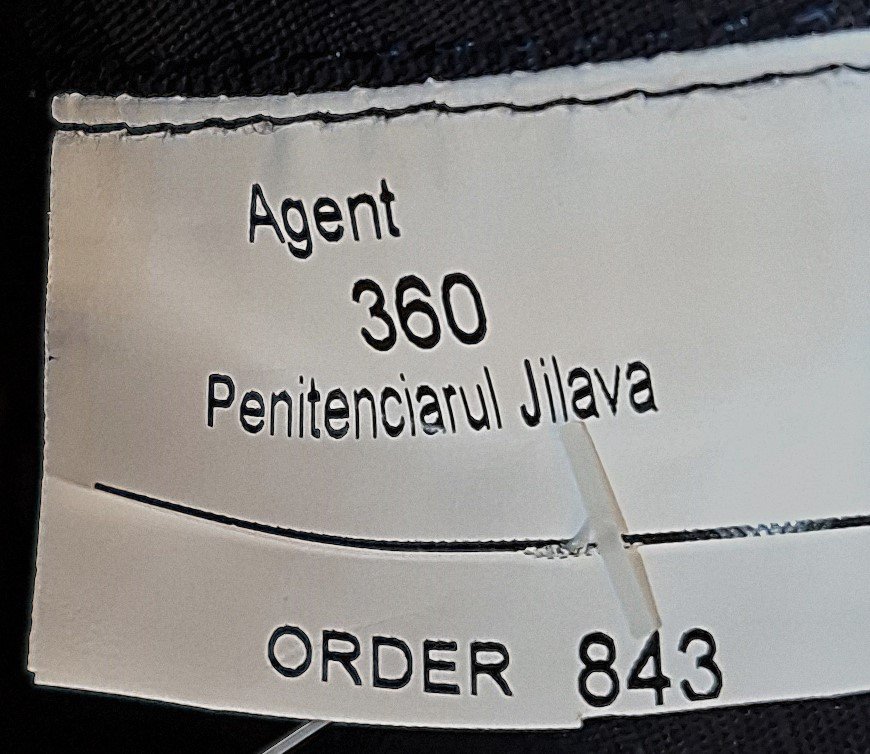 Agent
360
Penitenciarul Jilava
ORDER 843